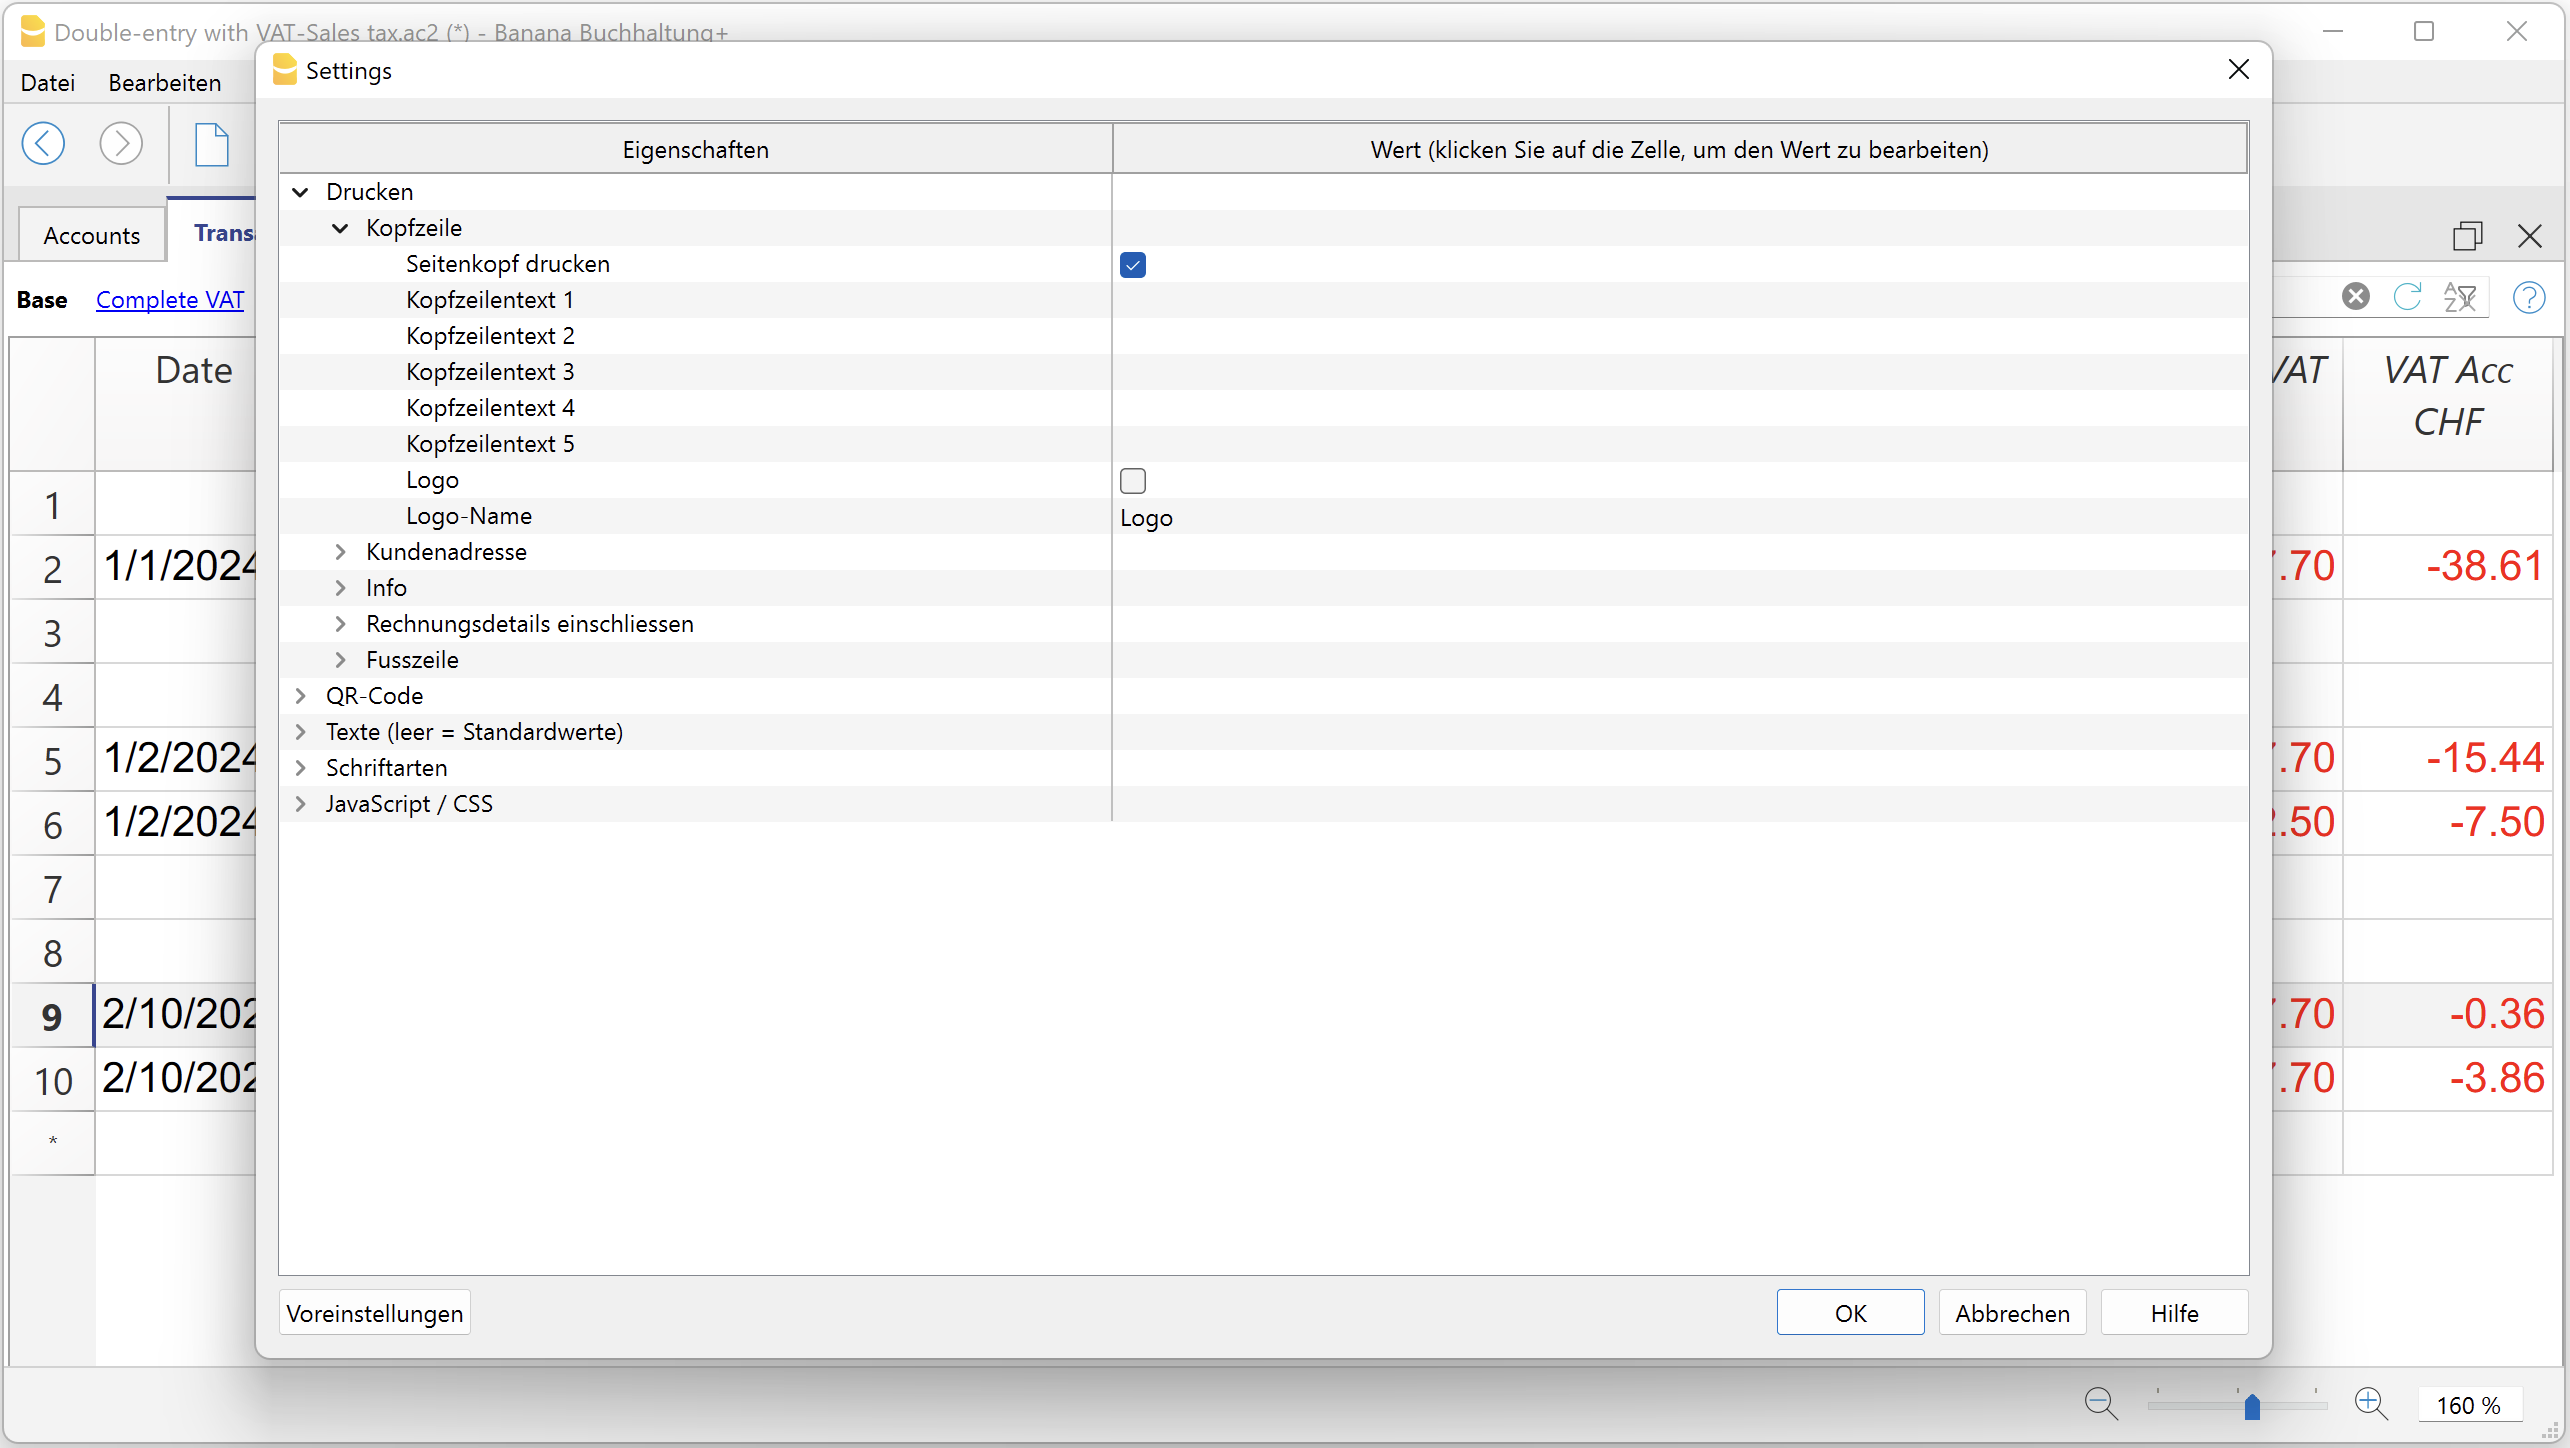 Double-entry with VAT-Sales tax.ac2 (*) - Banana Buchhaltung+
Settings
Datei Bearbeiten
Eigenschaften Wert (klicken Sie auf die Zelle, um den Wert zu bearbeiten)
Drucken
Kopfzeile
Seitenkopf drucken
Kopfzeilentext 1
Kopfzeilentext 2
Kopfzeilentext 3
Kopfzeilentext 4
Kopfzeilentext 5
Logo
Logo-Name Logo
Kundenadresse
Info
Rechnungsdetails einschliessen
Fusszeile
QR-Code
Texte (leer = Standardwerte)
Schriftarten
JavaScript / CSS
Voreinstellungen OK Abbrechen Hilfe
Accounts Trans
Base Complete VAT
Date VAT VAT Acc
CHF
1
2 1/1/2024 .70 -38.61
3
4
5 1/2/2024 .70 -15.44
6 1/2/2024 .50 -7.50
7
8
9 2/10/202 .70 -0.36
10 2/10/202 .70 -3.86
*
160 %